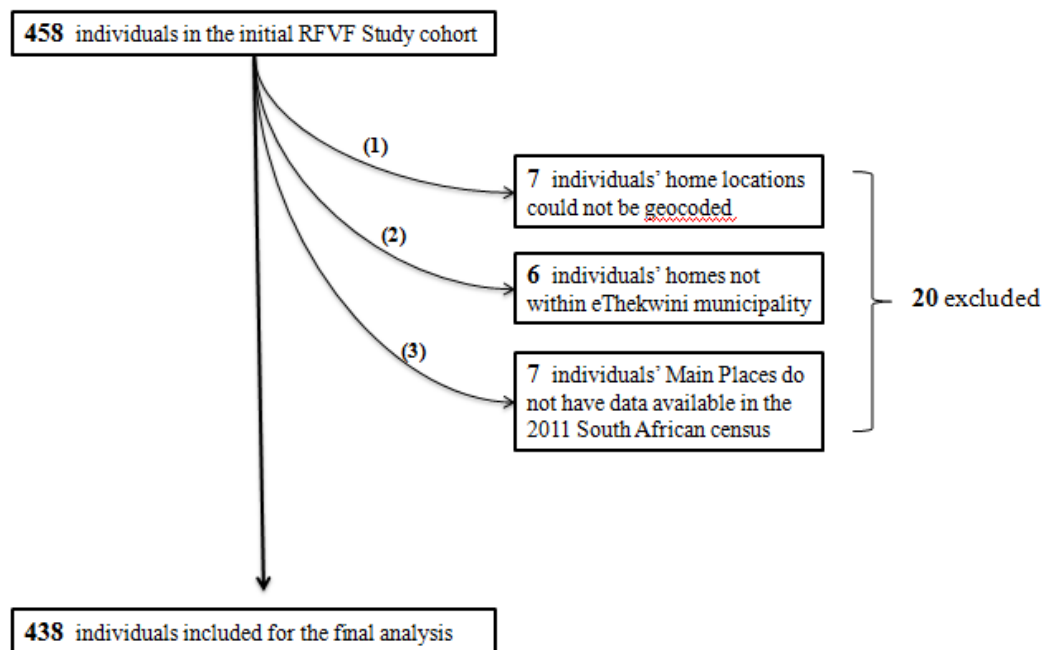 458 individuals in the initial RFVF Study cohort
(1)
7 individuals’ home locations
could not be geocoded
(2)
6 individuals’ homes not
within eThekwini municipality
20 excluded
(3)
7 individuals’ Main Places do
not have data available in the
2011 South African census
438 individuals included for the final analysis